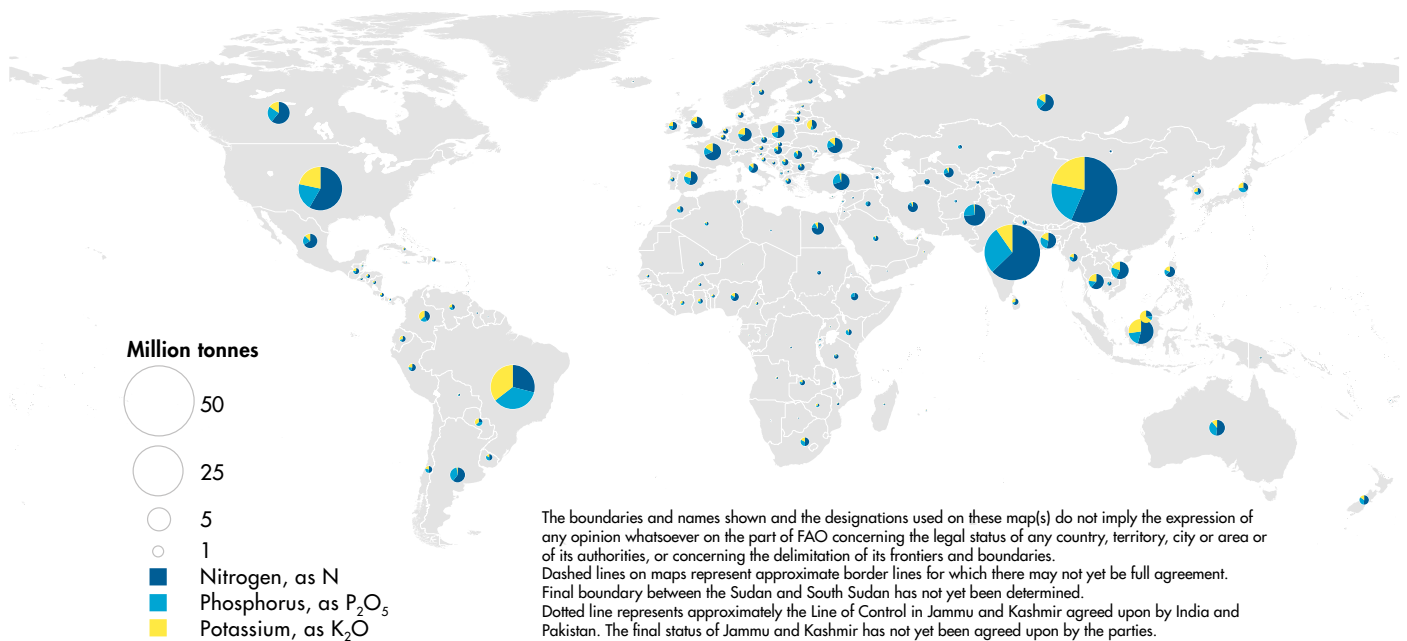 Million tonnes
50
25
5
1
Nitrogen, as N
Phosphorus, as P₂O₅
Potassium, as K₂O
The boundaries and names shown and the designations used on these map(s) do not imply the expression of
any opinion whatsoever on the part of FAO concerning the legal status of any country, territory, city or area or
of its authorities, or concerning the delimitation of its frontiers and boundaries.
Dashed lines on maps represent approximate border lines for which there may not yet be full agreement.
Final boundary between the Sudan and South Sudan has not yet been determined.
Dotted line represents approximately the Line of Control in Jammu and Kashmir agreed upon by India and
Pakistan. The final status of Jammu and Kashmir has not yet been agreed upon by the parties.